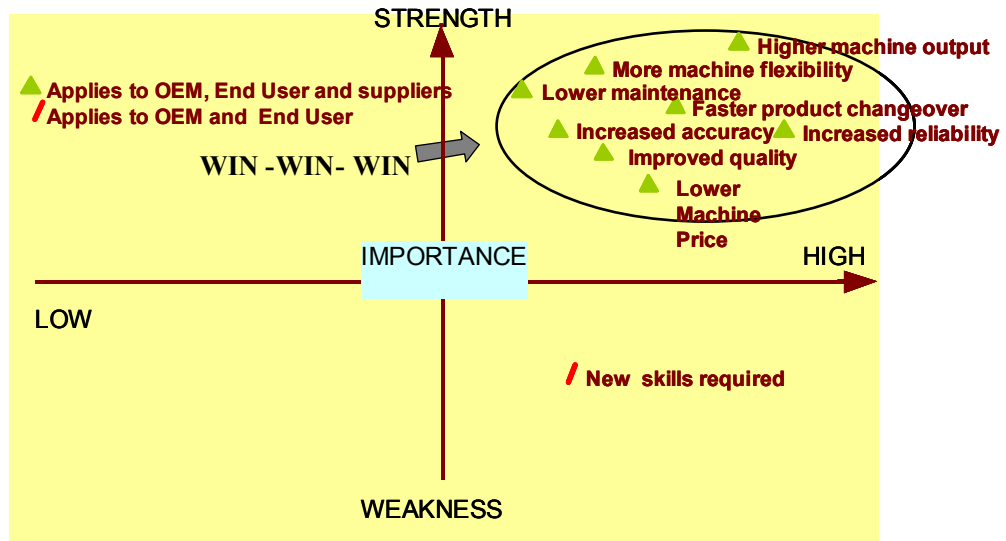 STRENGTH
Higher machine output
More machine flexibility
Applies to OEM, End User and suppliers
Lower maintenance
Applies to OEM and End User
Faster product changeover
Increased accuracy
Increased reliability
WIN -WIN- WIN
Improved quality
Lower
Machine
Price
IMPORTANCE
HIGH
LOW
New skills required
WEAKNESS